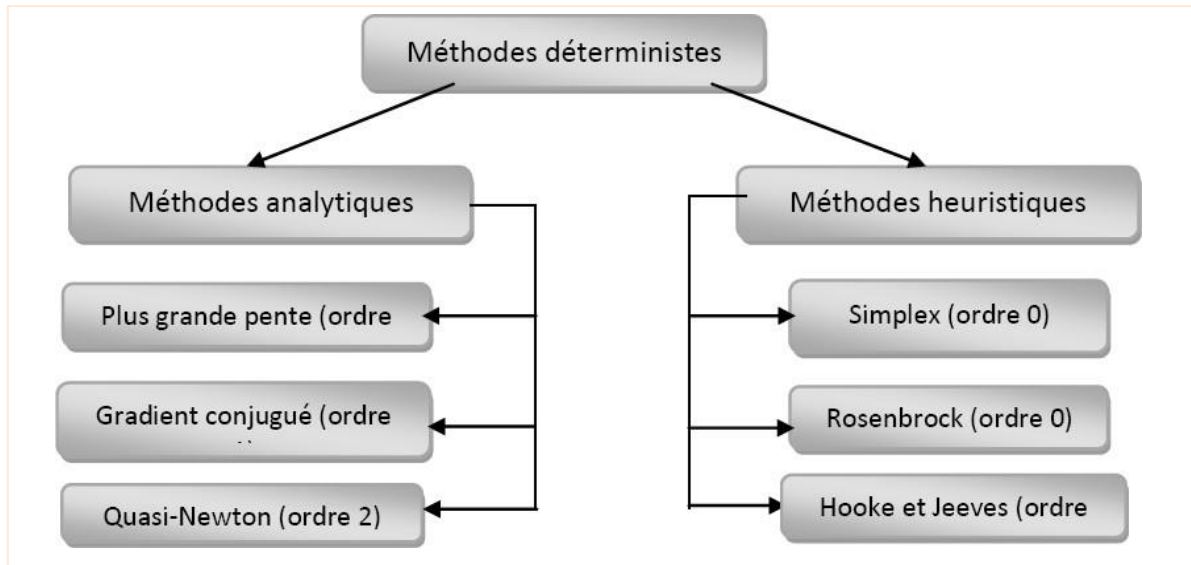 Méthodes déterministes
Méthodes analytiques
Méthodes heuristiques
Plus grande pente (ordre
Simplex (ordre 0)
Gradient conjugué (ordre
Rosenbrock (ordre 0)
Quasi-Newton (ordre 2)
Hooke et Jeeves (ordre